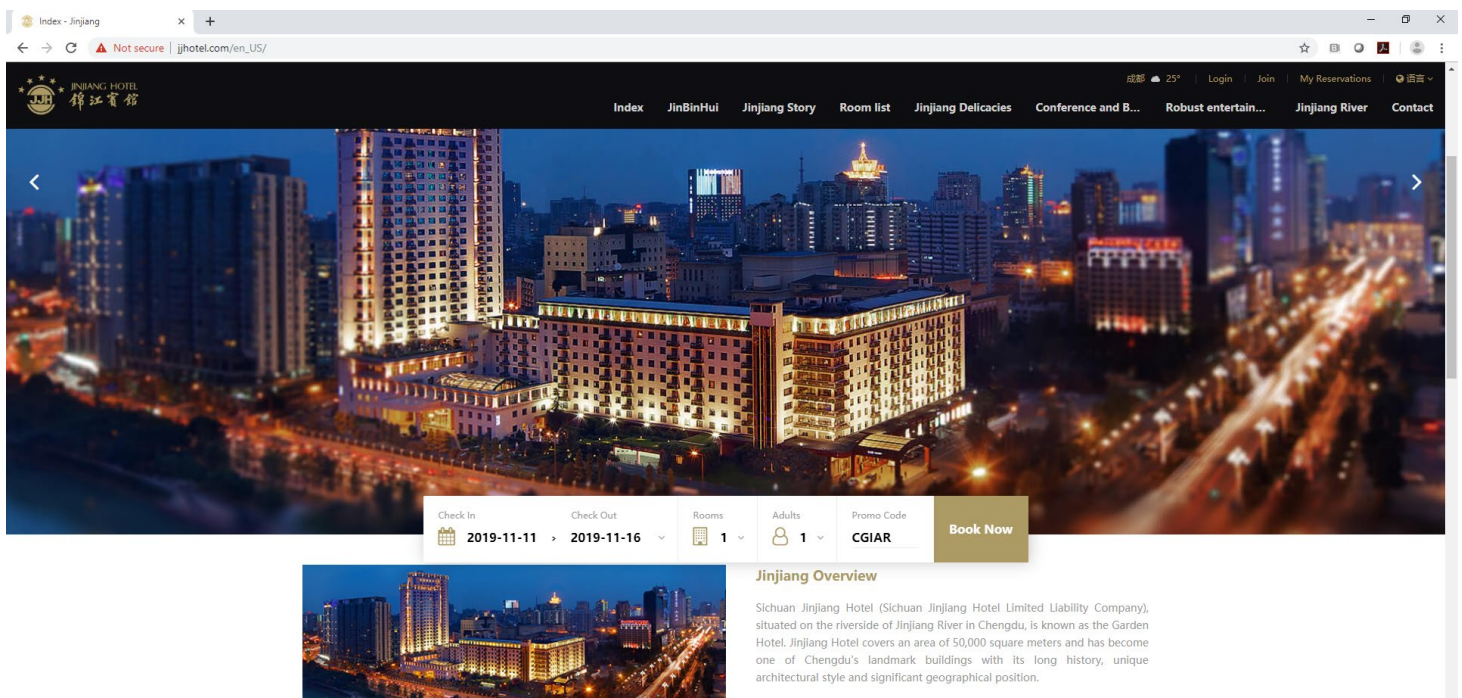 Index - Jinjiang
Not secure | jjhotel.com/en_US/
JINJIANG HOTEL
錦江賓館
JJH
成都 25° | Login | Join | My Reservations | 语言
Index JinBinHui Jinjiang Story Room list Jinjiang Delicacies Conference and B... Robust entertain... Jinjiang River Contact
Check In Check Out Rooms Adults Promo Code
2019-11-11 › 2019-11-16 1 1 CGIAR
Book Now
Jinjiang Overview
Sichuan Jinjiang Hotel (Sichuan Jinjiang Hotel Limited Liability Company),
situated on the riverside of Jinjiang River in Chengdu, is known as the Garden
Hotel. Jinjiang Hotel covers an area of 50,000 square meters and has become
one of Chengdu's landmark buildings with its long history, unique
architectural style and significant geographical position.